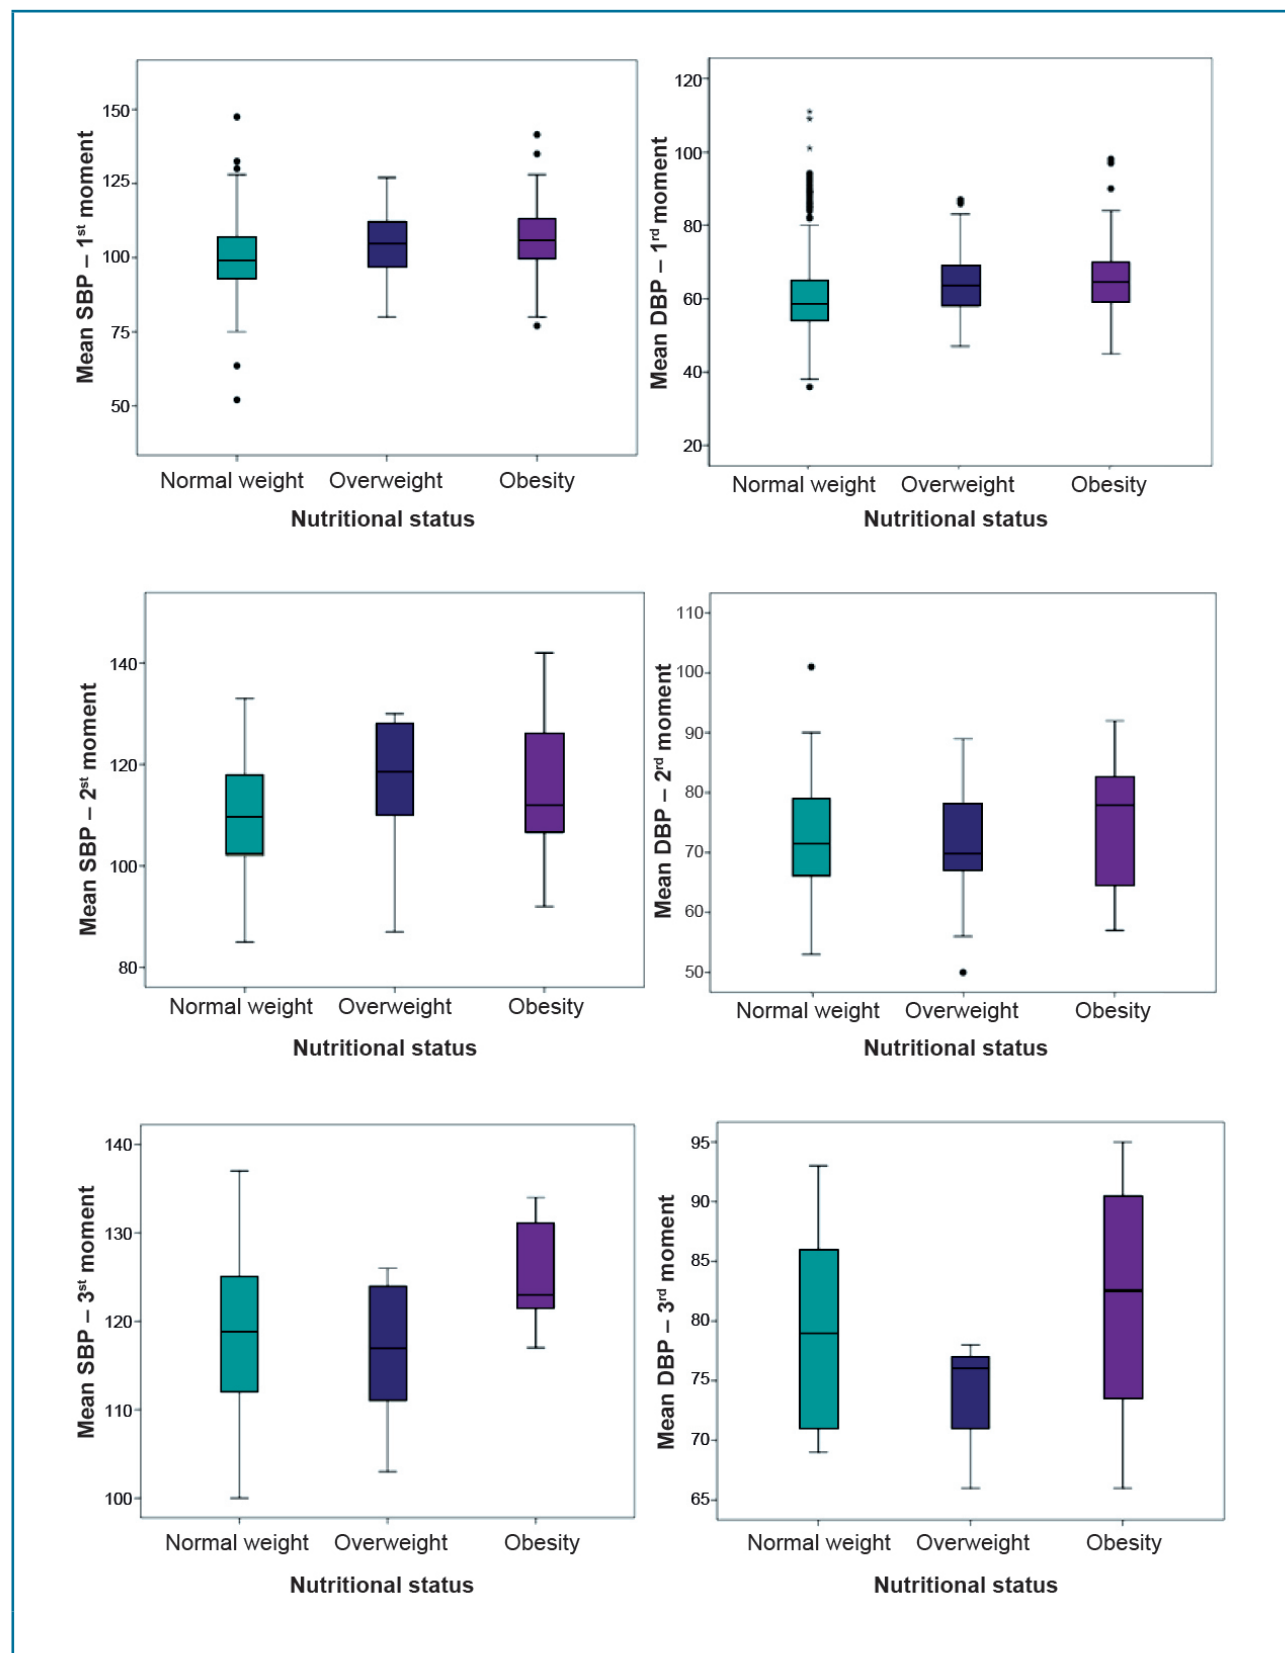 Mean SBP – 1st moment
150
125
100
75
50
Normal weight Overweight Obesity
Nutritional status
Mean DBP – 1rd moment
120
100
80
60
40
20
Normal weight Overweight Obesity
Nutritional status
Mean SBP – 2st moment
140
120
100
80
Normal weight Overweight Obesity
Nutritional status
Mean DBP – 2rd moment
110
100
90
80
70
60
50
Normal weight Overweight Obesity
Nutritional status
Mean SBP – 3st moment
140
130
120
110
100
Normal weight Overweight Obesity
Nutritional status
Mean DBP – 3rd moment
95
90
85
80
75
70
65
Normal weight Overweight Obesity
Nutritional status